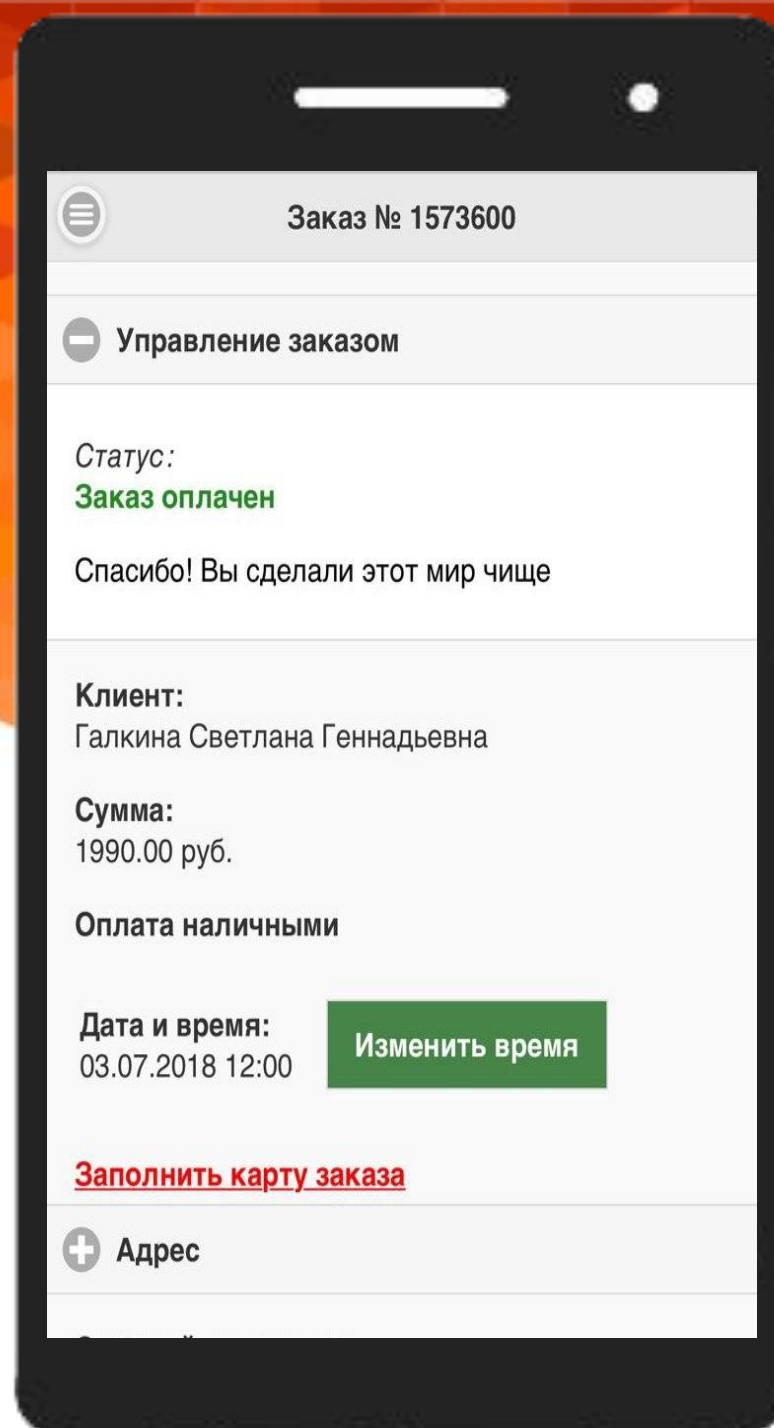 Заказ № 1573600
Управление заказом
Статус:
Заказ оплачен
Спасибо! Вы сделали этот мир чище
Клиент:
Галкина Светлана Геннадьевна
Сумма:
1990.00 руб.
Оплата наличными
Дата и время:
03.07.2018 12:00
Изменить время
Заполнить карту заказа
Адрес